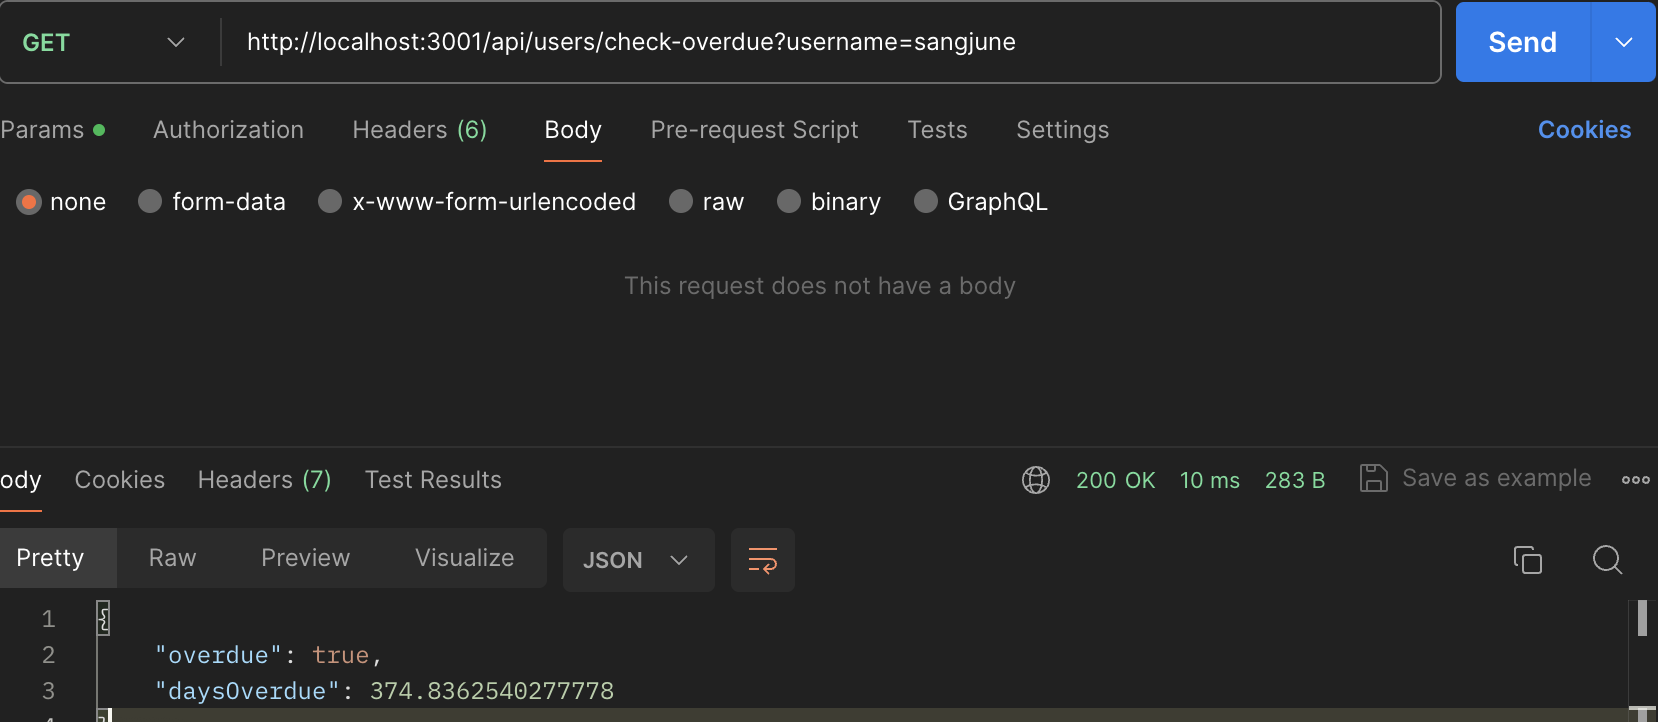 GET http://localhost:3001/api/users/check-overdue?username=sangjune Send
Params Authorization Headers (6) Body Pre-request Script Tests Settings Cookies
none form-data x-www-form-urlencoded raw binary GraphQL
This request does not have a body
ody Cookies Headers (7) Test Results 200 OK 10 ms 283 B Save as example
Pretty Raw Preview Visualize JSON
1 {
2 "overdue": true,
3 "daysOverdue": 374.8362540277778
4 }